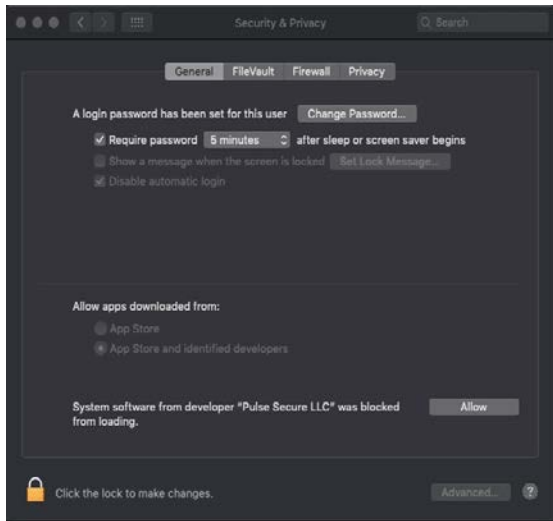 Security & Privacy
Search
General FileVault Firewall Privacy
A login password has been set for this user Change Password...
Require password 5 minutes after sleep or screen saver begins
Show a message when the screen is locked Set Lock Message...
Disable automatic login
Allow apps downloaded from:
App Store
App Store and identified developers
System software from developer "Pulse Secure LLC" was blocked Allow
from loading.
Click the lock to make changes.
Advanced... ?